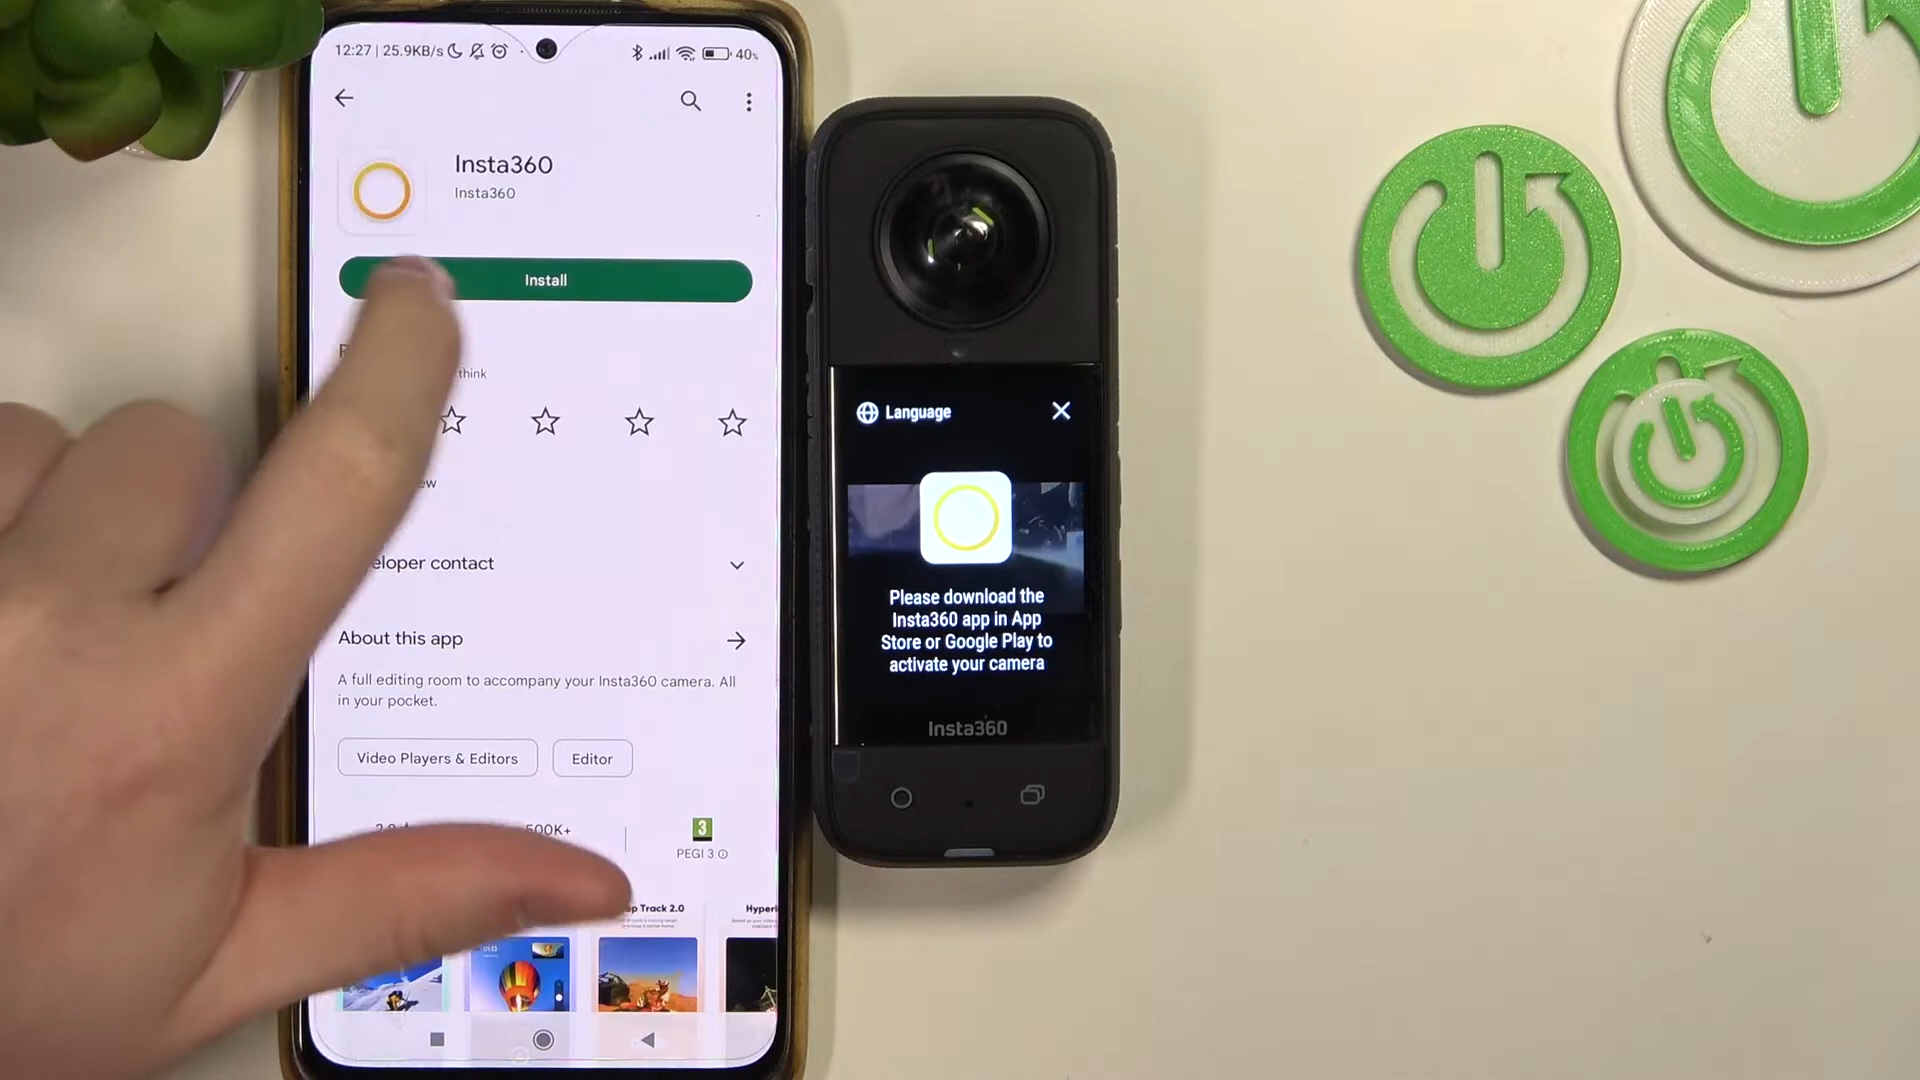 12:27 | 25.9KB/s
40%
Insta360
Insta360
Install
think
eloper contact
About this app
A full editing room to accompany your Insta360 camera. All
in your pocket.
Video Players & Editors
Editor
500K+
3
PEGI 3
Track 2.0
Language
Please download the
Insta360 app in App
Store or Google Play to
activate your camera
Insta360